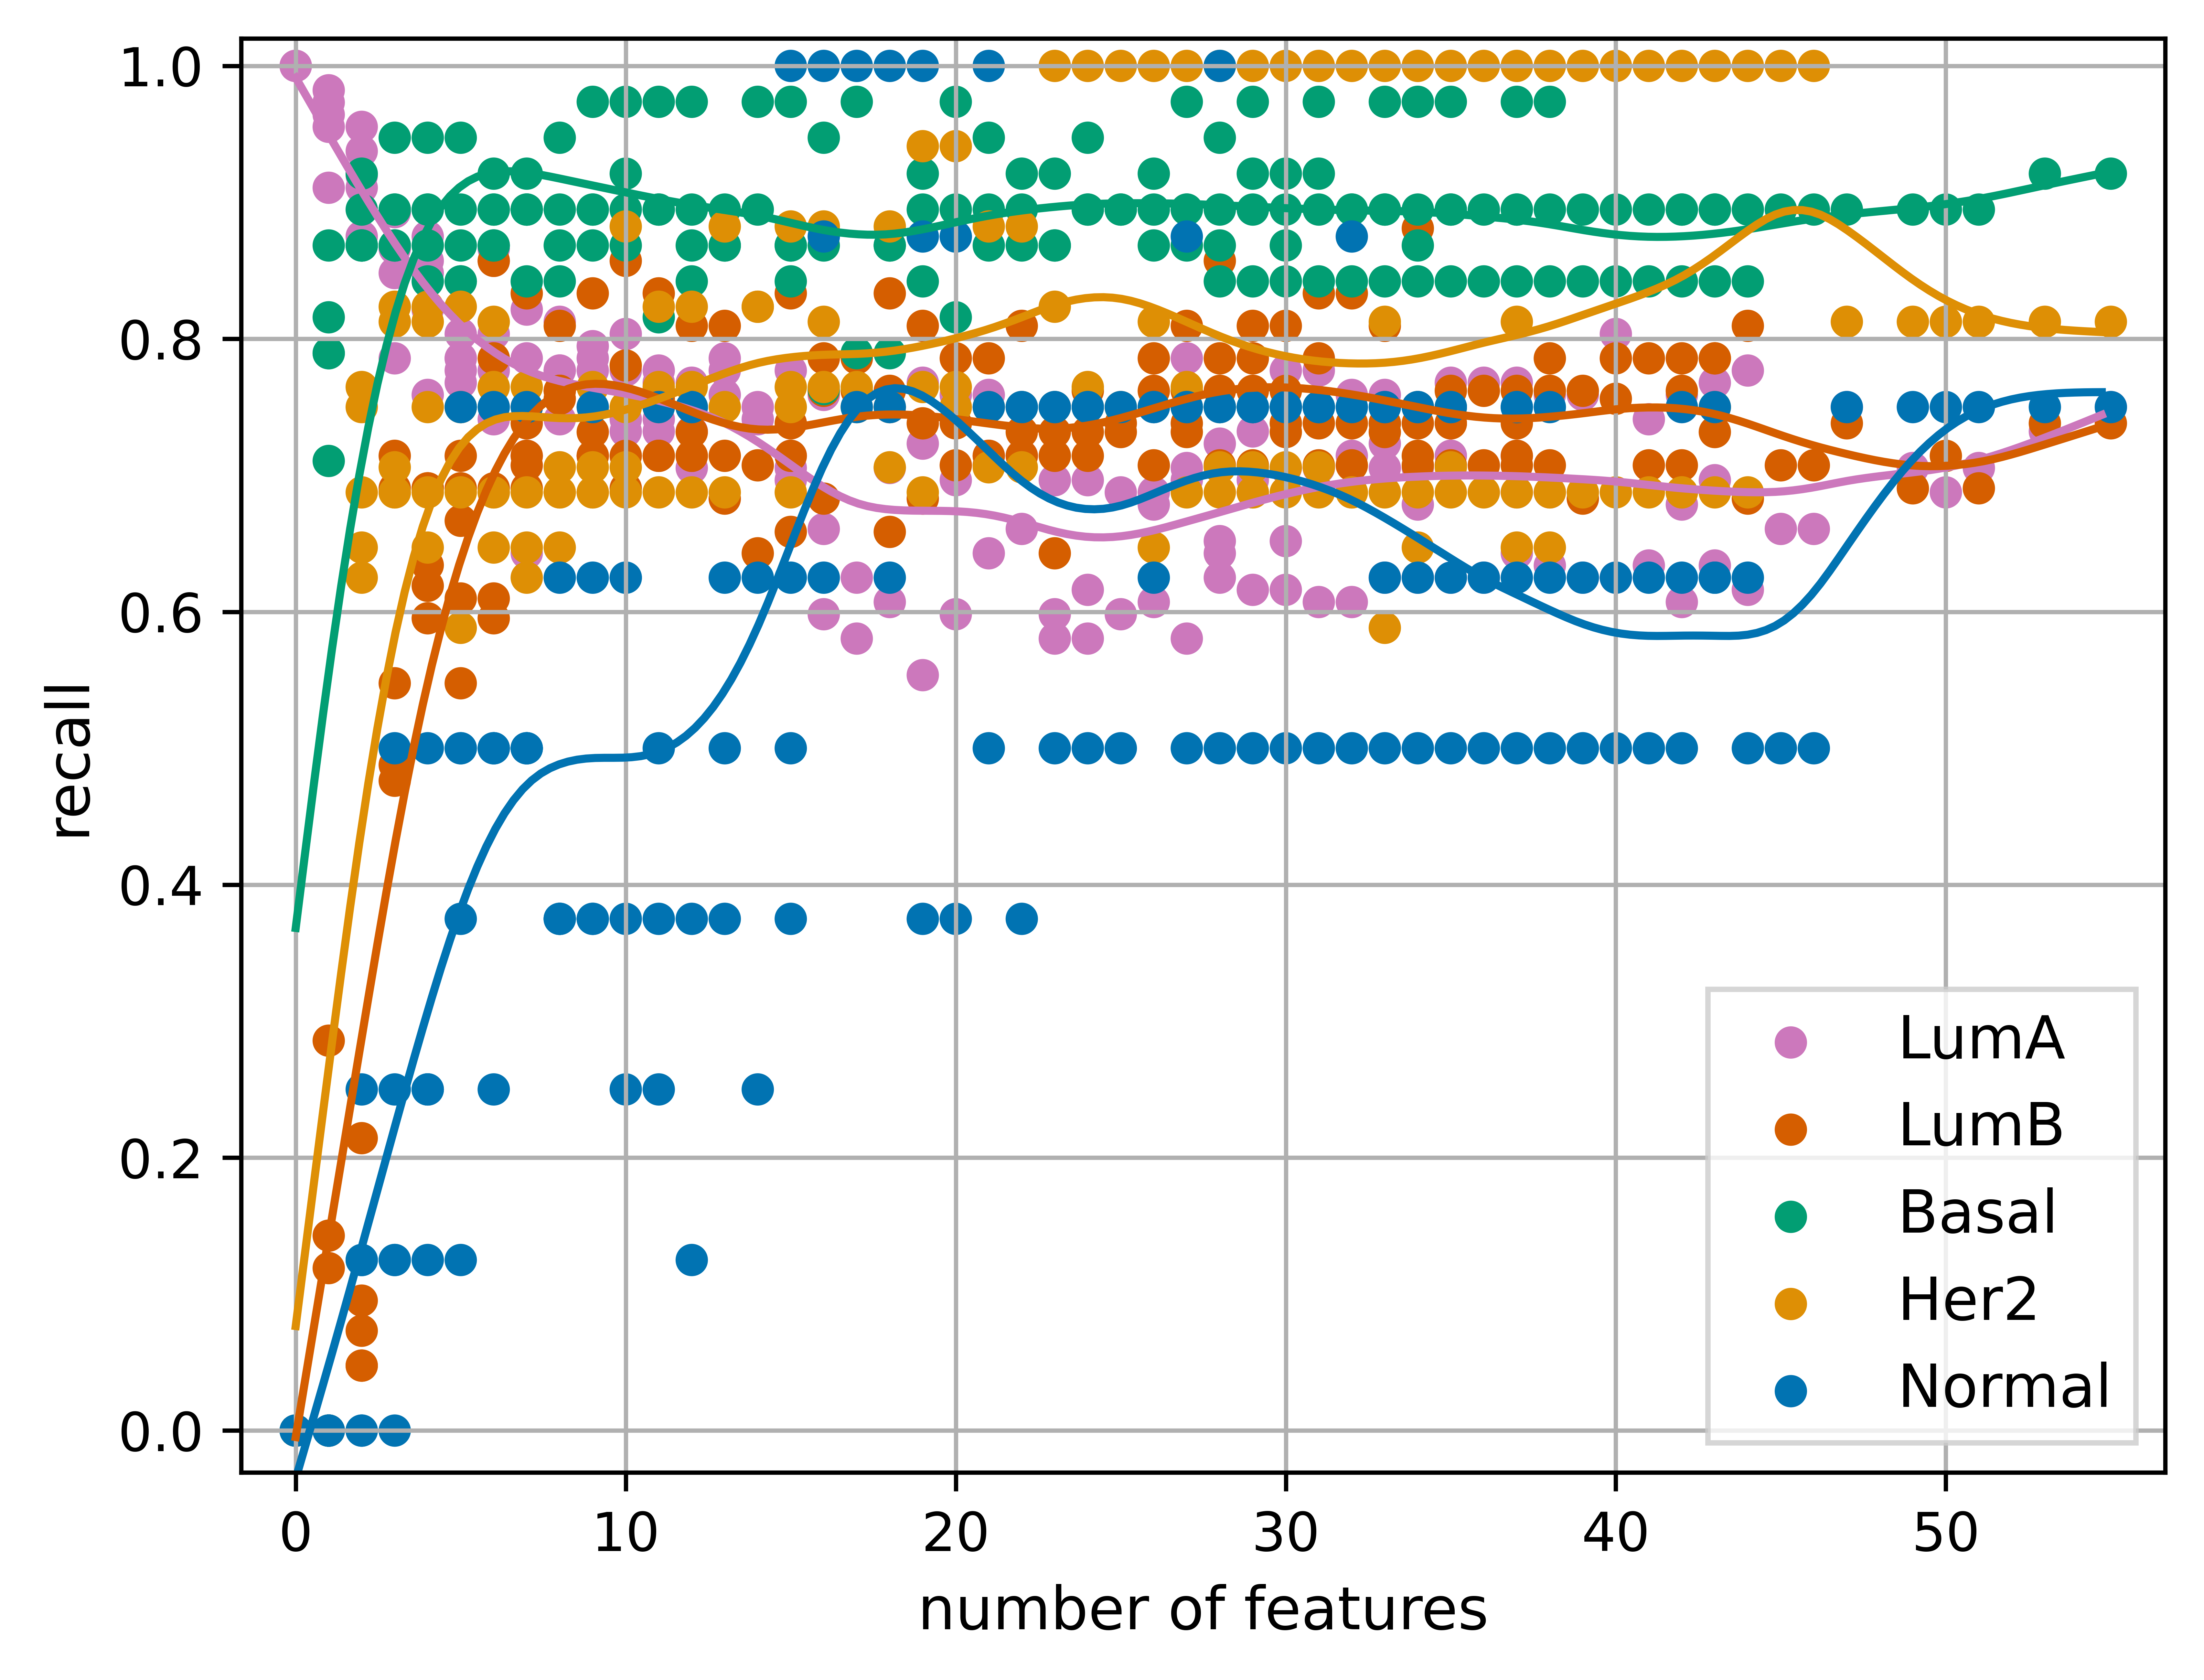 1.0
0.8
0.6
0.4
0.2
0.0
recall
0 10 20 30 40 50
number of features
LumA
LumB
Basal
Her2
Normal